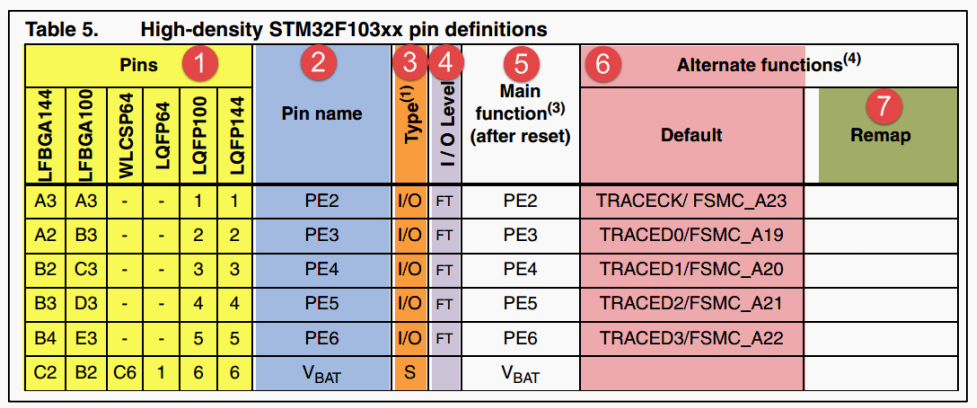 Table 5. High-density STM32F103xx pin definitions
Pins 1 2 3 4 5 6 Alternate functions(4)
LFBGA144 LFBGA100 WLCSP64 LQFP64 LQFP100 LQFP144 Pin name Type(1) I / O Level Main function(3) (after reset) Default 7 Remap
A3 A3 - - 1 1 PE2 I/O FT PE2 TRACECK/ FSMC_A23
A2 B3 - - 2 2 PE3 I/O FT PE3 TRACED0/FSMC_A19
B2 C3 - - 3 3 PE4 I/O FT PE4 TRACED1/FSMC_A20
B3 D3 - - 4 4 PE5 I/O FT PE5 TRACED2/FSMC_A21
B4 E3 - - 5 5 PE6 I/O FT PE6 TRACED3/FSMC_A22
C2 B2 C6 1 6 6 VBAT S VBAT